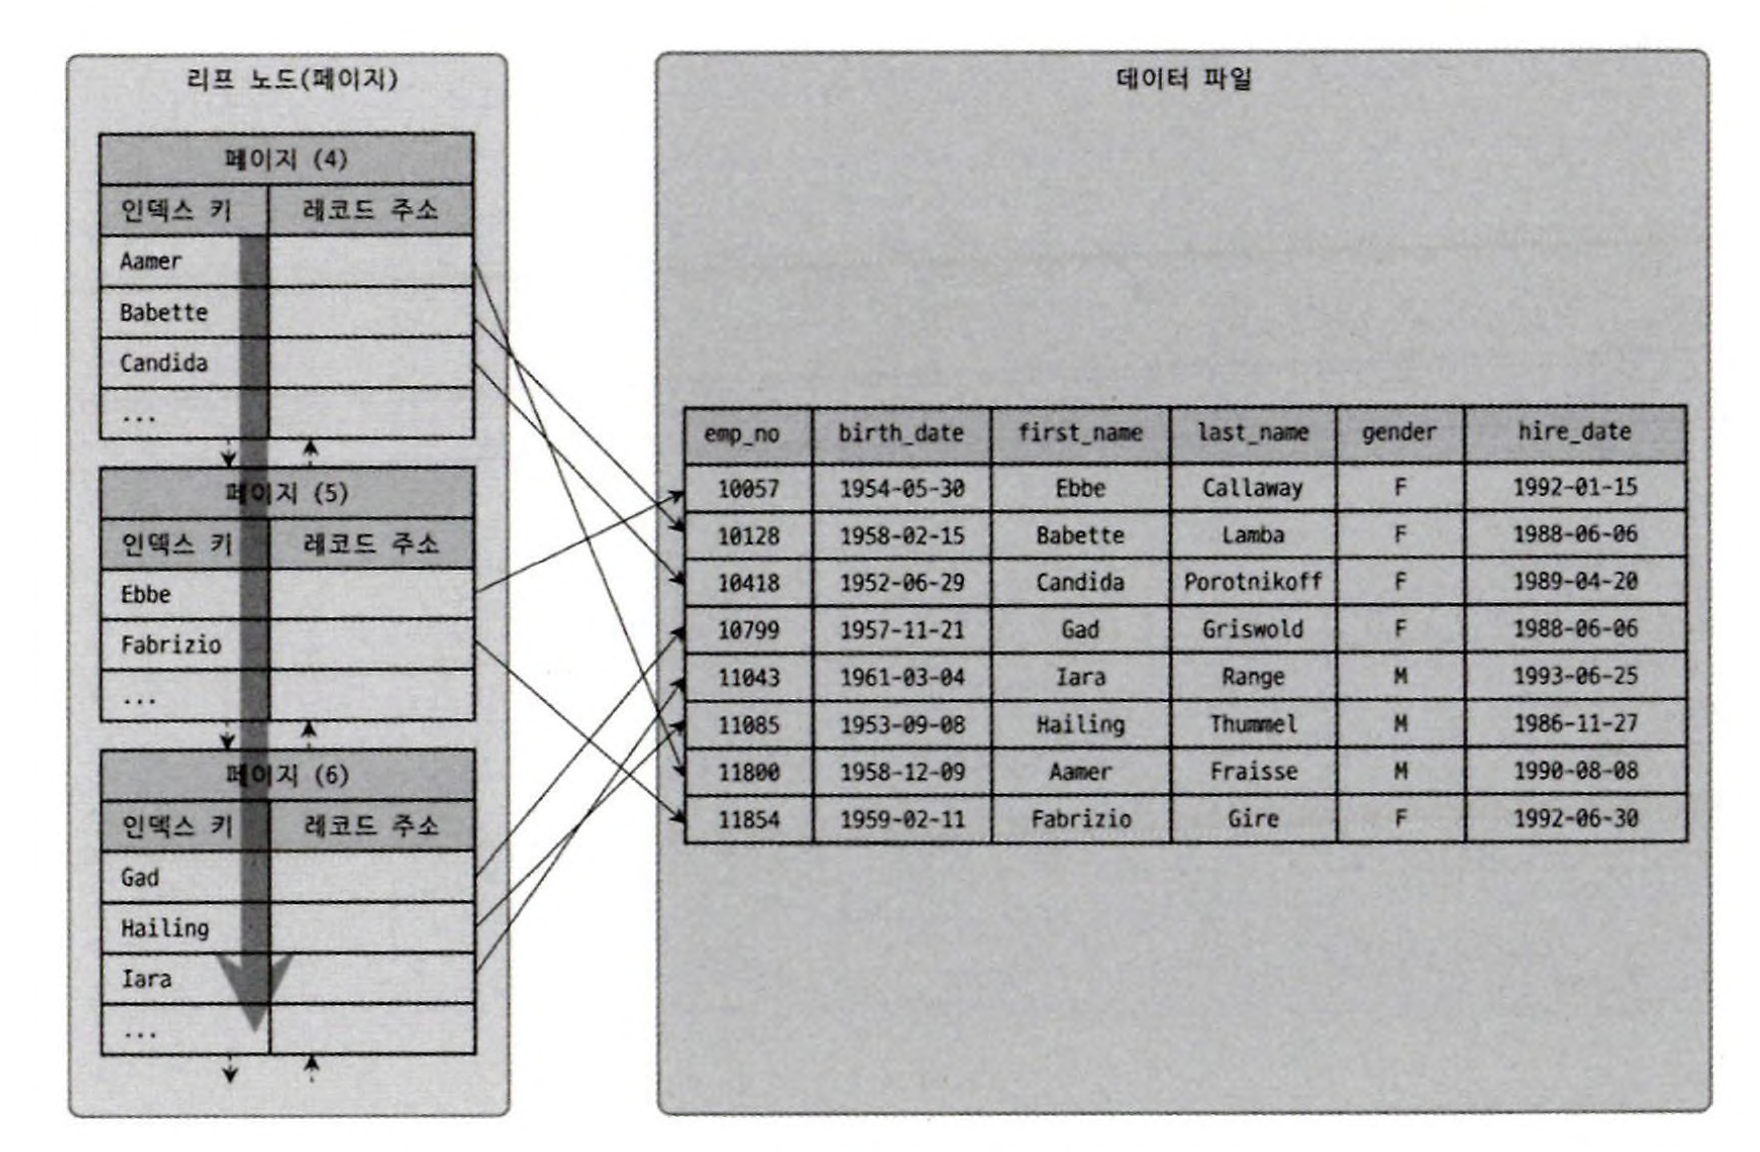 리프 노드(페이지)
페이지 (4)
인덱스 키 레코드 주소
Aamer
Babette
Candida
...
페이지 (5)
인덱스 키 레코드 주소
Ebbe
Fabrizio
...
페이지 (6)
인덱스 키 레코드 주소
Gad
Hailing
Iara
...
데이터 파일
emp_no birth_date first_name last_name gender hire_date
10057 1954-05-30 Ebbe Callaway F 1992-01-15
10128 1958-02-15 Babette Lamba F 1988-06-06
10418 1952-06-29 Candida Porotnikoff F 1989-04-20
10799 1957-11-21 Gad Griswold F 1988-06-06
11043 1961-03-04 Iara Range M 1993-06-25
11085 1953-09-08 Hailing Thummel M 1986-11-27
11800 1958-12-09 Aamer Fraisse M 1990-08-08
11854 1959-02-11 Fabrizio Gire F 1992-06-30